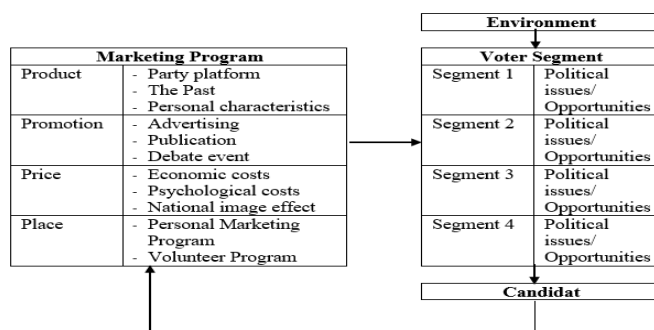 Environment
Marketing Program
Product
- Party platform
- The Past
- Personal characteristics
Promotion
- Advertising
- Publication
- Debate event
Price
- Economic costs
- Psychological costs
- National image effect
Place
- Personal Marketing
Program
- Volunteer Program
Voter Segment
Segment 1
Political
issues/
Opportunities
Segment 2
Political
issues/
Opportunities
Segment 3
Political
issues/
Opportunities
Segment 4
Political
issues/
Opportunities
Candidat